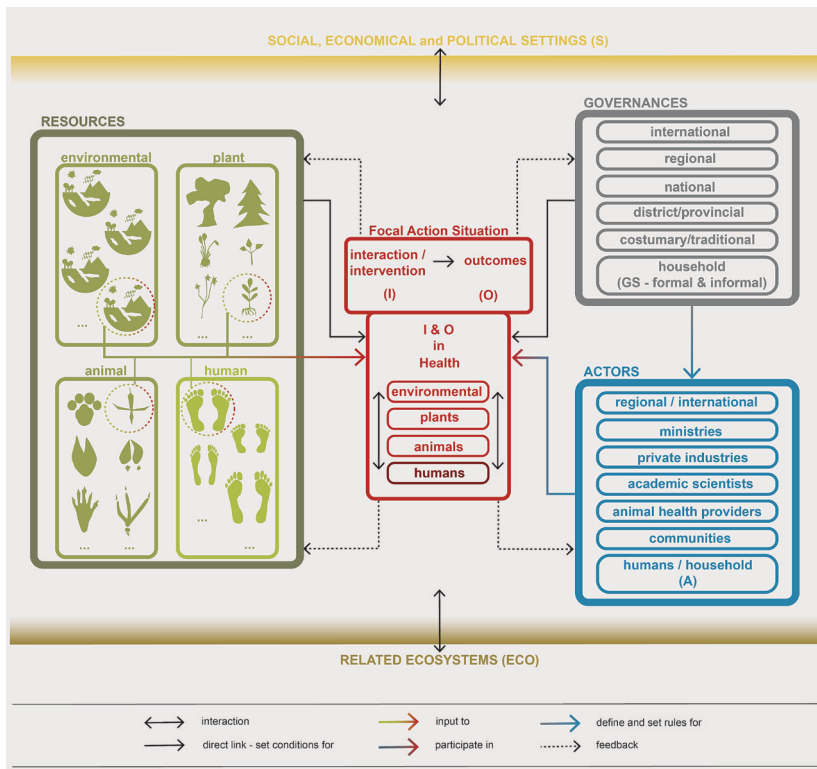 SOCIAL, ECONOMICAL and POLITICAL SETTINGS (S)
RESOURCES
environmental
plant
...
...
...
animal
human
...
...
...
...
Focal Action Situation
interaction /
intervention
outcomes
(I)
(O)
I & O
in
Health
environmental
plants
animals
humans
GOVERNANCES
international
regional
national
district/provincial
costumary/traditional
household
(GS - formal & informal)
ACTORS
regional / international
ministries
private industries
academic scientists
animal health providers
communities
humans / household
(A)
RELATED ECOSYSTEMS (ECO)
interaction
input to
define and set rules for
direct link - set conditions for
participate in
feedback